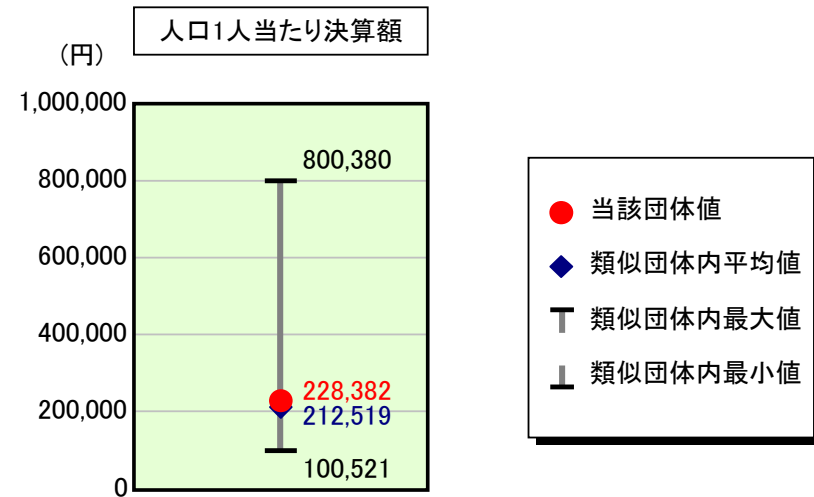 人口1人当たり決算額
(円)
1,000,000
800,000
600,000
400,000
200,000
0
800,380
228,382
212,519
100,521
当該団体値
類似団体内平均値
類似団体内最大値
類似団体内最小値